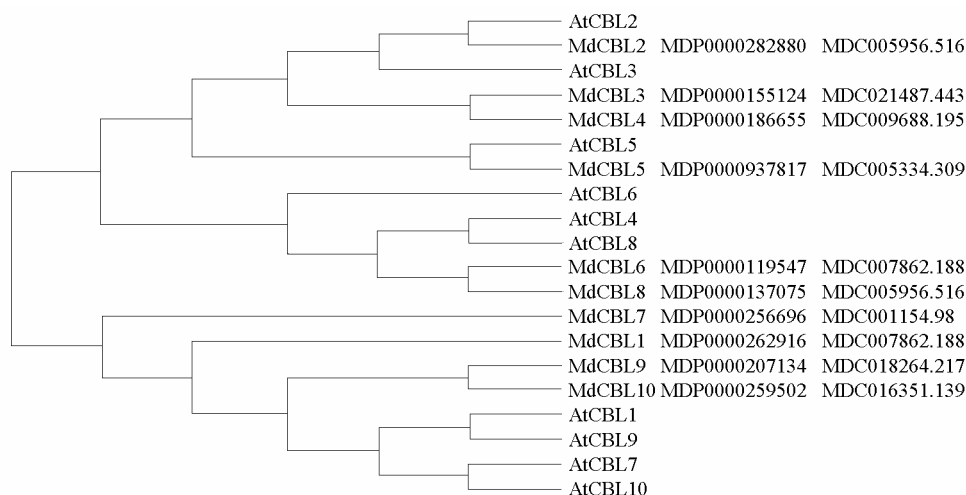 AtCBL2
MdCBL2 MDP0000282880 MDC005956.516
AtCBL3
MdCBL3 MDP0000155124 MDC021487.443
MdCBL4 MDP0000186655 MDC009688.195
AtCBL5
MdCBL5 MDP0000937817 MDC005334.309
AtCBL6
AtCBL4
AtCBL8
MdCBL6 MDP0000119547 MDC007862.188
MdCBL8 MDP0000137075 MDC005956.516
MdCBL7 MDP0000256696 MDC001154.98
MdCBL1 MDP0000262916 MDC007862.188
MdCBL9 MDP0000207134 MDC018264.217
MdCBL10 MDP0000259502 MDC016351.139
AtCBL1
AtCBL9
AtCBL7
AtCBL10